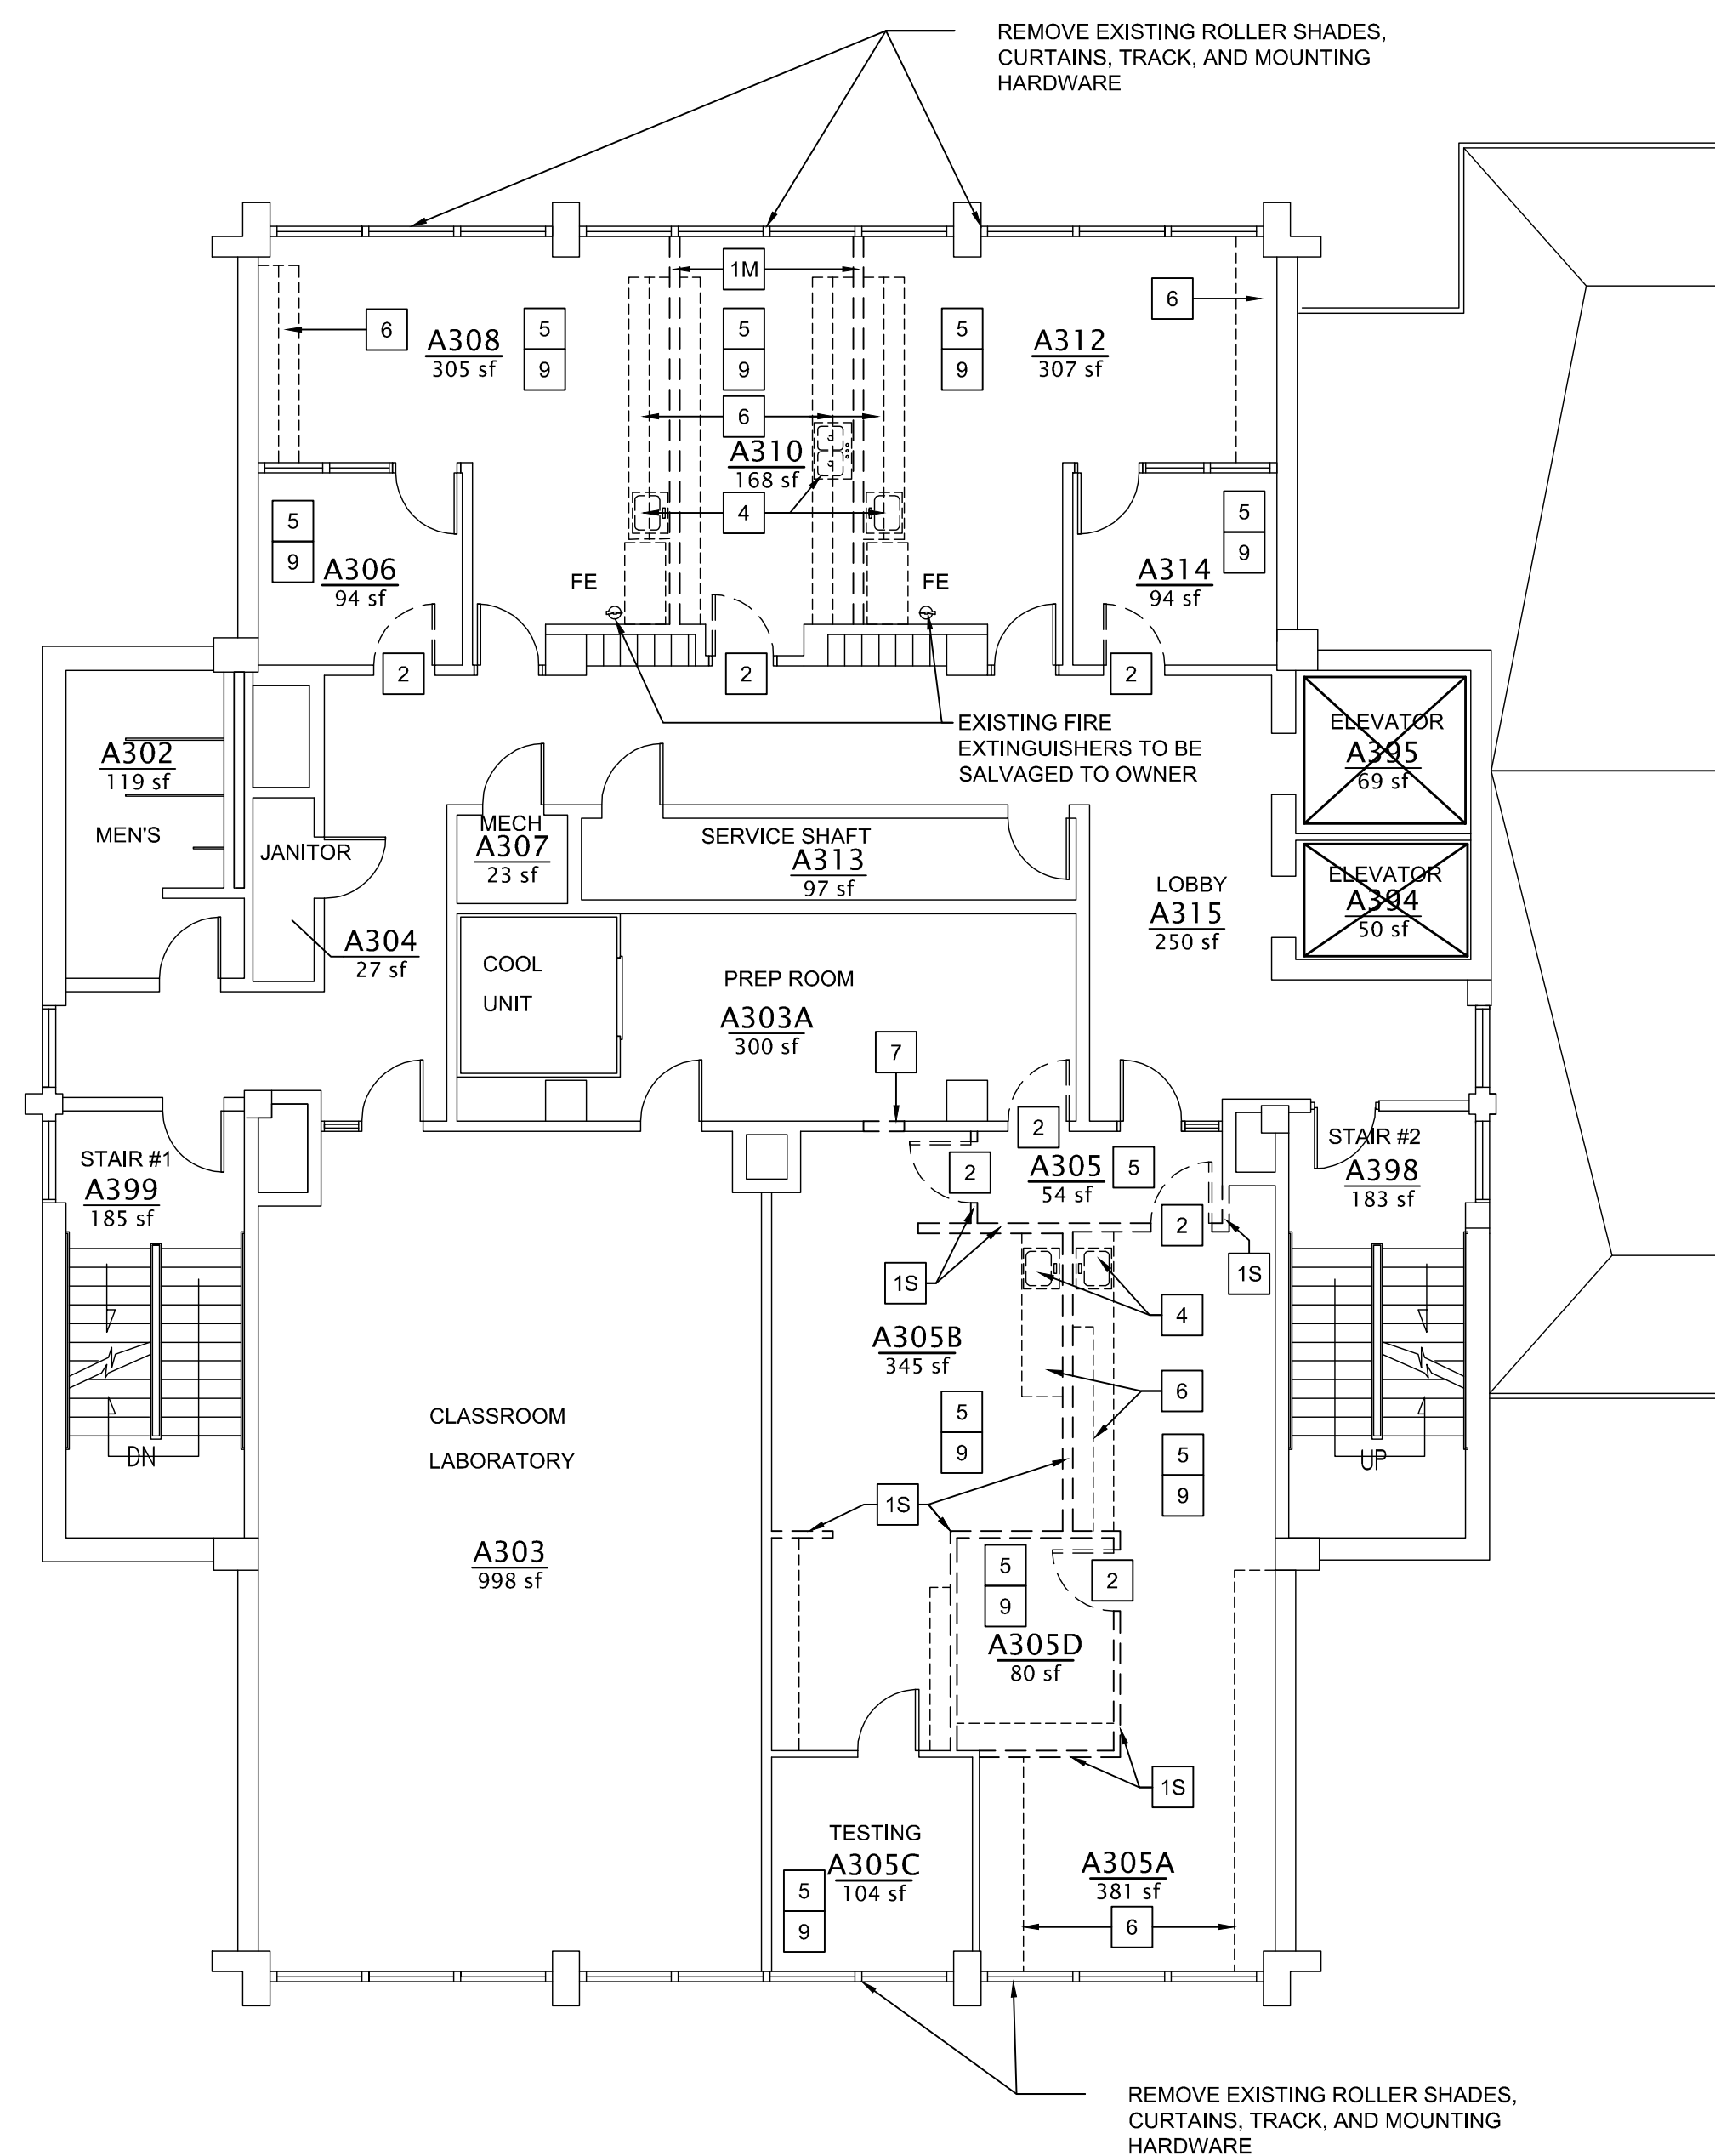 REMOVE EXISTING ROLLER SHADES,
CURTAINS, TRACK, AND MOUNTING
HARDWARE
1M
6
6
A308
305 sf
5
9
5
9
5
9
A312
307 sf
6
A310
168 sf
4
5
9
A306
94 sf
5
9
A314
94 sf
FE
FE
2
2
2
EXISTING FIRE
EXTINGUISHERS TO BE
SALVAGED TO OWNER
ELEVATOR
A395
69 sf
A302
119 sf
MEN'S
JANITOR
A304
27 sf
MECH
A307
23 sf
SERVICE SHAFT
A313
97 sf
LOBBY
A315
250 sf
ELEVATOR
A394
50 sf
COOL
UNIT
PREP ROOM
A303A
300 sf
7
2
STAIR #1
A399
185 sf
2
A305
54 sf
5
STAIR #2
A398
183 sf
2
1S
1S
4
A305B
345 sf
6
5
9
5
9
CLASSROOM
LABORATORY
DN
UP
1S
A303
998 sf
5
9
2
A305D
80 sf
1S
TESTING
A305C
104 sf
5
9
A305A
381 sf
6
REMOVE EXISTING ROLLER SHADES,
CURTAINS, TRACK, AND MOUNTING
HARDWARE